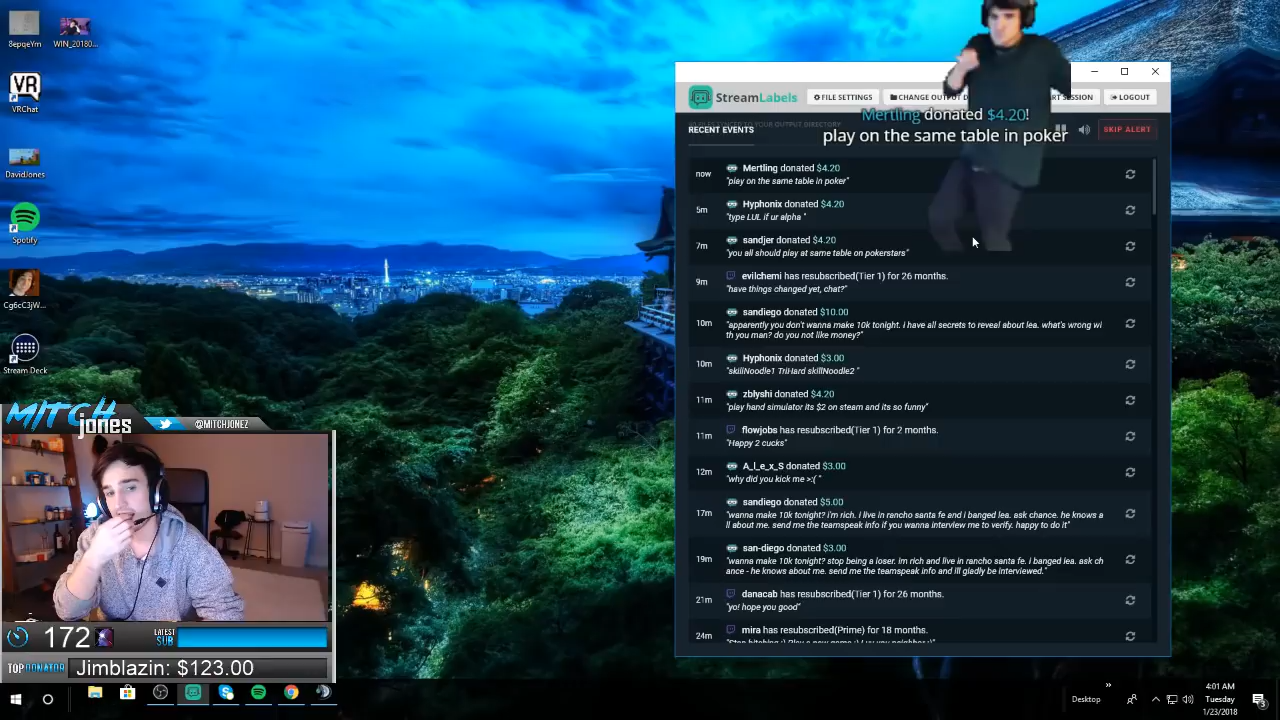 8epqeYm
WIN_20180...
VR
VRChat
DavidJones
Spotify
Cg6cC3jW...
Stream Deck
StreamLabels
FILE SETTINGS
CHANGE OUTPUT D
SESSION
LOGOUT
Mertling donated $4.20!
play on the same table in poker
RECENT EVENTS
SKIP ALERT
now
Mertling donated $4.20
"play on the same table in poker"
5m
Hyphonix donated $4.20
"type LUL if ur alpha "
7m
sandjer donated $4.20
"you all should play at same table on pokerstars"
9m
evilchemi has resubscribed(Tier 1) for 26 months.
"have things changed yet, chat?"
10m
sandiego donated $10.00
"apparently you don't wanna make 10k tonight. i have all secrets to reveal about lea. what's wrong wi
th you man? do you not like money?"
10m
Hyphonix donated $3.00
"skillNoodle1 TriHard skillNoodle2 "
11m
zblyshi donated $4.20
"play hand simulator its $2 on steam and its so funny"
11m
flowjobs has resubscribed(Tier 1) for 2 months.
"Happy 2 cucks"
12m
A_l_e_x_S donated $3.00
"why did you kick me >:( "
17m
sandiego donated $5.00
"wanna make 10k tonight? i'm rich. i live in rancho santa fe and i banged lea. ask chance. he knows a
ll about me. send me the teamspeak info if you wanna interview me to verify. happy to do it"
19m
san-diego donated $3.00
"wanna make 10k tonight? stop being a loser. im rich and live in rancho santa fe. i banged lea. ask ch
ance - he knows about me. send me the teamspeak info and ill gladly be interviewed."
21m
danacab has resubscribed(Tier 1) for 26 months.
"yo! hope you good"
24m
mira has resubscribed(Prime) for 18 months.
MITCH
jones
@MITCHJONEZ
172
LATEST
SUB
TOP DONATOR
Jimblazin: $123.00
Desktop
4:01 AM
Tuesday
1/23/2018
3